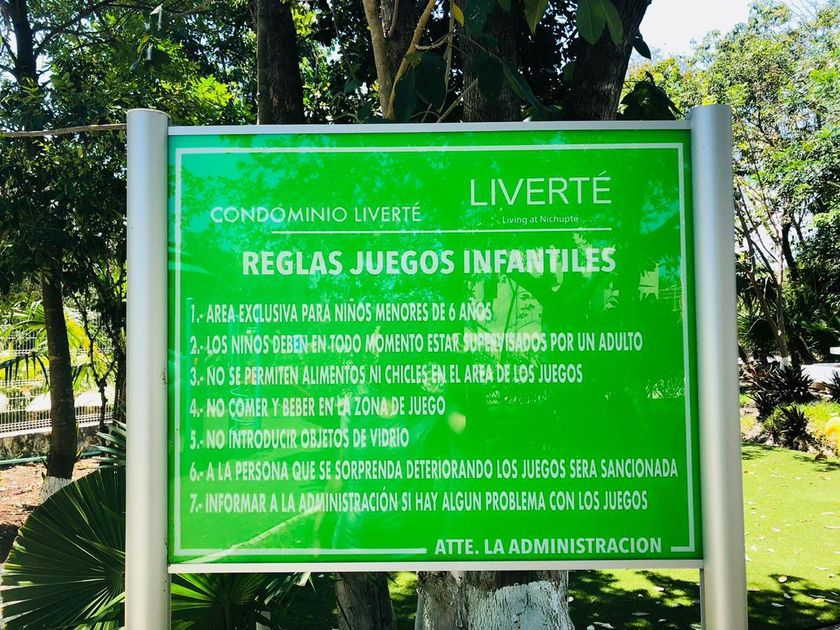 CONDOMINIO LIVERTÉ
LIVERTÉ
Living at Nichupté
REGLAS JUEGOS INFANTILES
1.- AREA EXCLUSIVA PARA NIÑOS MENORES DE 6 AÑOS
2.- LOS NIÑOS DEBEN EN TODO MOMENTO ESTAR SUPERVISADOS POR UN ADULTO
3.- NO SE PERMITEN ALIMENTOS NI CHICLES EN EL AREA DE LOS JUEGOS
4.- NO COMER Y BEBER EN LA ZONA DE JUEGO
5.- NO INTRODUCIR OBJETOS DE VIDRIO
6.- A LA PERSONA QUE SE SORPRENDA DETERIORANDO LOS JUEGOS SERA SANCIONADA
7.- INFORMAR A LA ADMINISTRACIÓN SI HAY ALGUN PROBLEMA CON LOS JUEGOS
ATTE. LA ADMINISTRACION